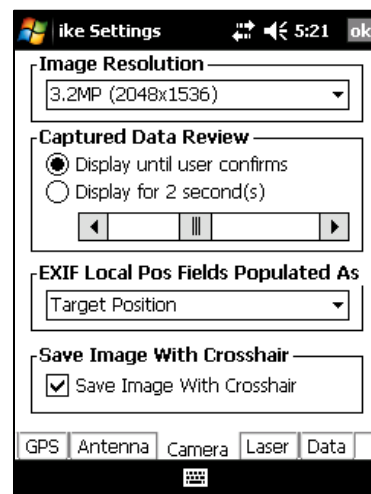 ike Settings 5:21 ok
Image Resolution
3.2MP (2048x1536)
Captured Data Review
Display until user confirms
Display for 2 second(s)
EXIF Local Pos Fields Populated As
Target Position
Save Image With Crosshair
Save Image With Crosshair
GPS Antenna Camera Laser Data